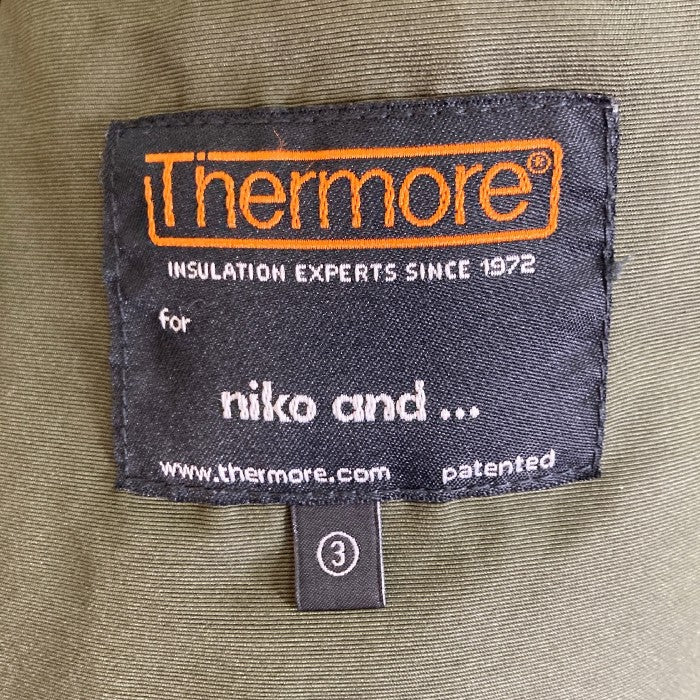 Thermore®
INSULATION EXPERTS SINCE 1972
for
niko and ...
www.thermore.com patented
③